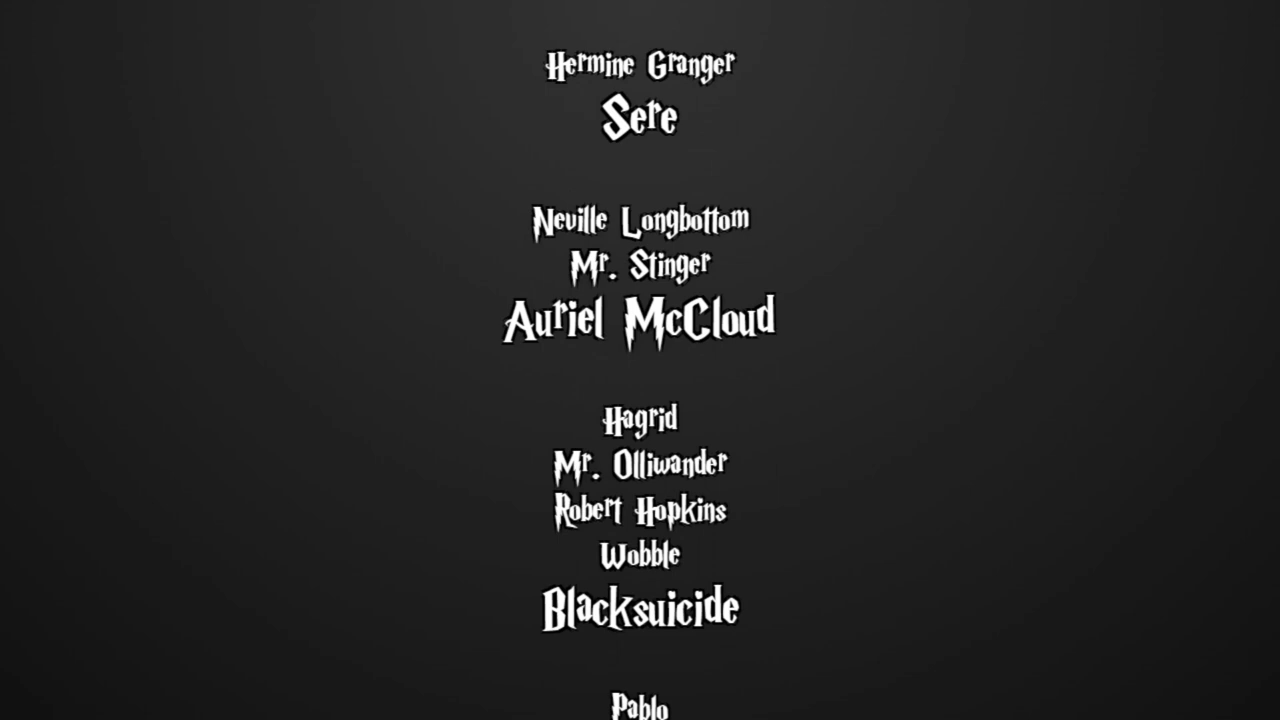 Hermine Granger
Sere
Neville Longbottom
Mr. Stinger
Auriel McCloud
Hagrid
Mr. Olliwander
Robert Hopkins
Wobble
Blacksuicide
Pablo